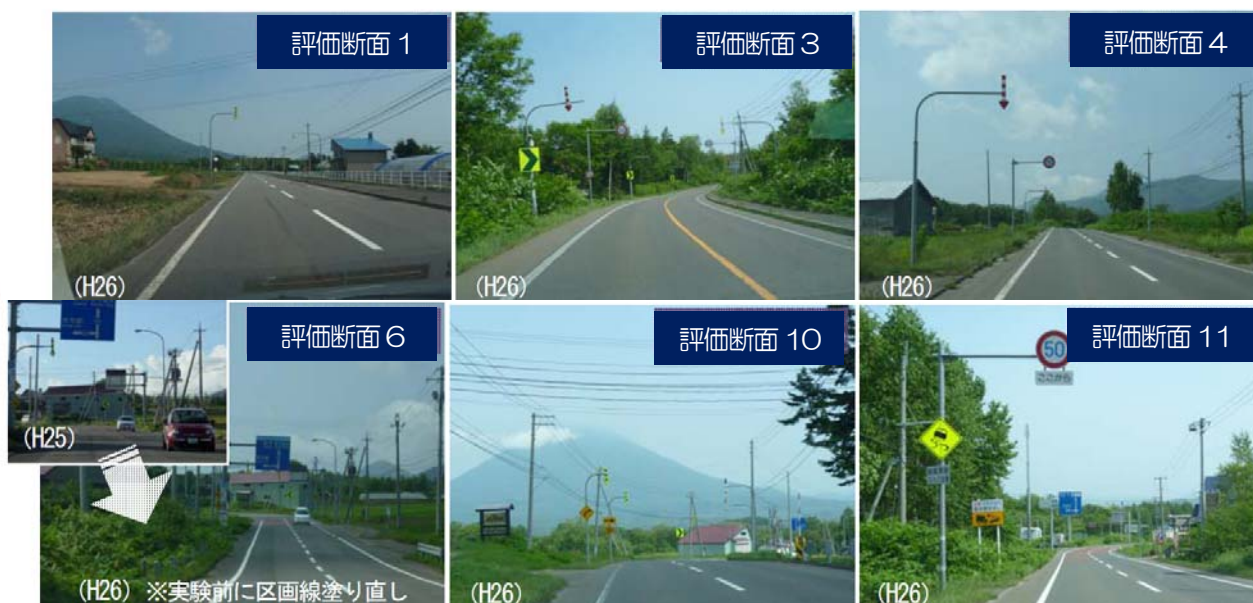 評価断面 1
(H26)
評価断面 3
(H26)
評価断面 4
(H26)
評価断面 6
(H25)
(H26) ※実験前に区画線塗り直し
評価断面 10
(H26)
評価断面 11
50
ここから
(H26)